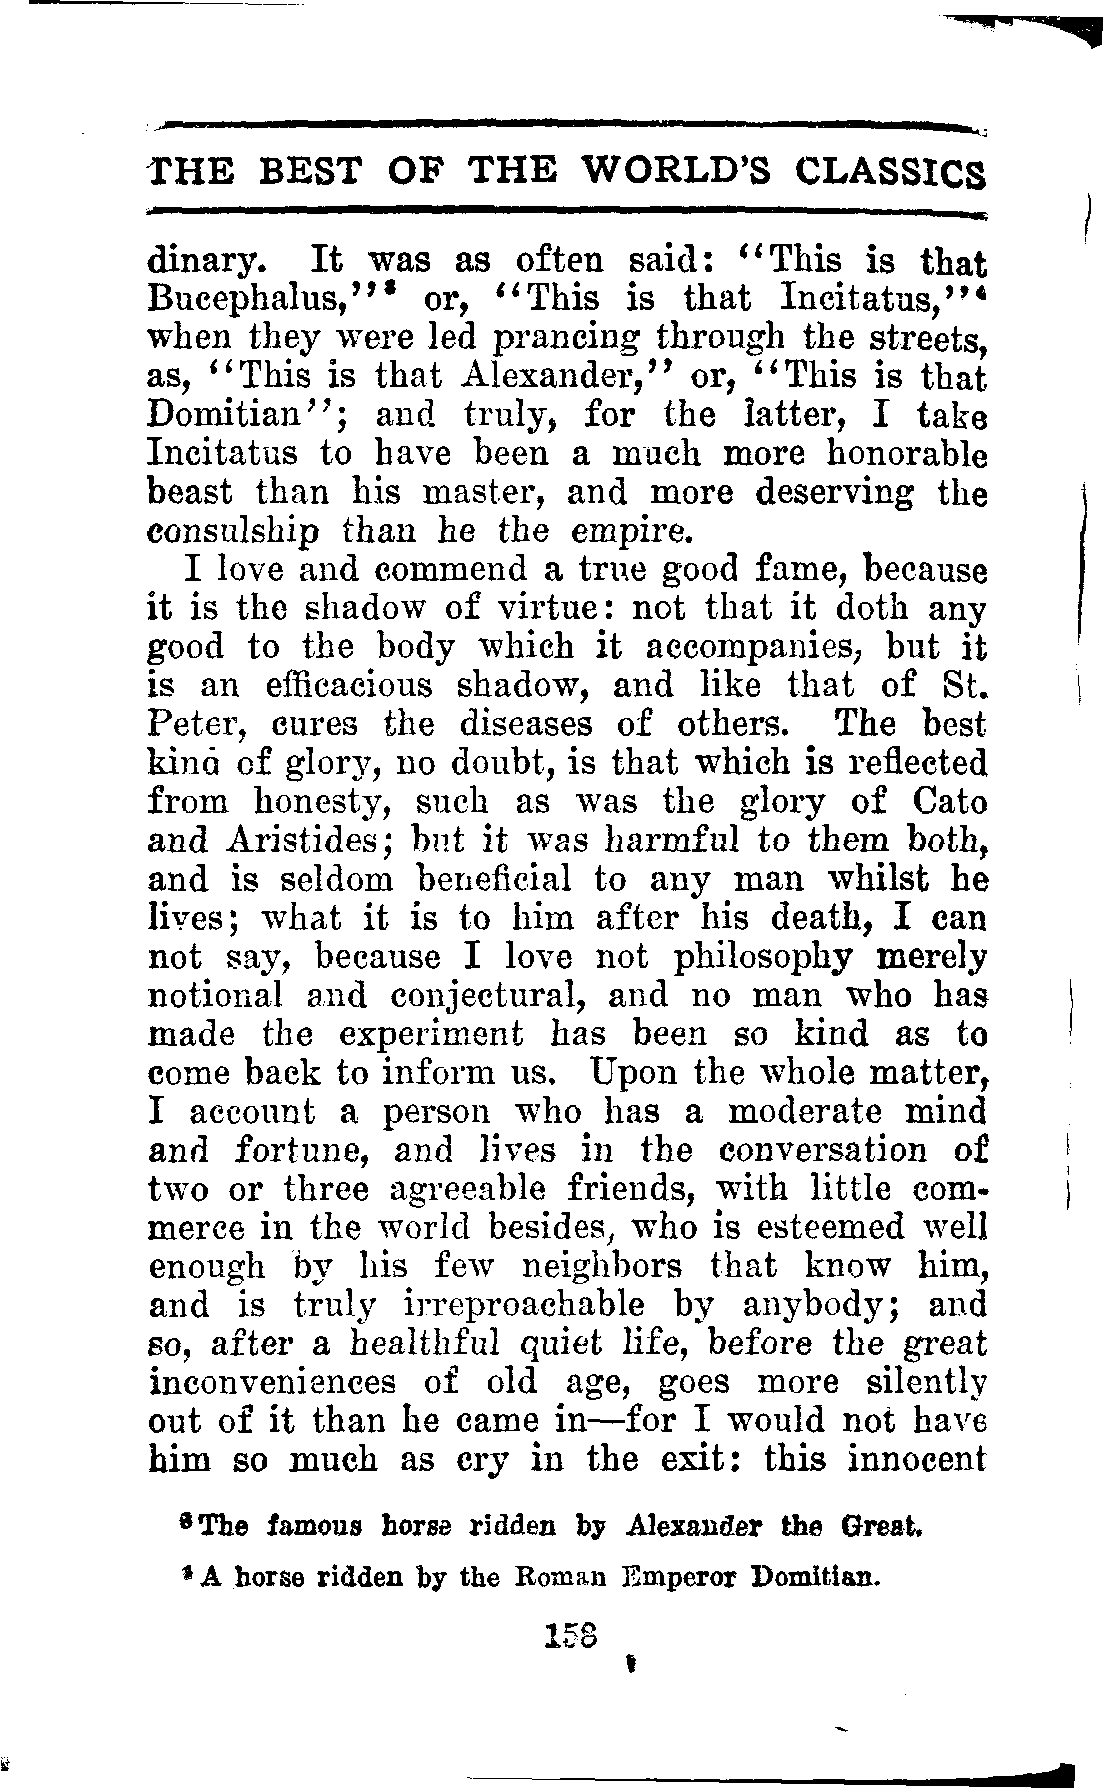 THE BEST OF THE WORLD'S CLASSICS
dinary. It was as often said: "This is that
Bucephalus,"³ or, "This is that Incitatus,"⁴
when they were led prancing through the streets,
as, "This is that Alexander," or, "This is that
Domitian"; and truly, for the latter, I take
Incitatus to have been a much more honorable
beast than his master, and more deserving the
consulship than he the empire.
I love and commend a true good fame, because
it is the shadow of virtue: not that it doth any
good to the body which it accompanies, but it
is an efficacious shadow, and like that of St.
Peter, cures the diseases of others. The best
kind of glory, no doubt, is that which is reflected
from honesty, such as was the glory of Cato
and Aristides; but it was harmful to them both,
and is seldom beneficial to any man whilst he
lives; what it is to him after his death, I can
not say, because I love not philosophy merely
notional and conjectural, and no man who has
made the experiment has been so kind as to
come back to inform us. Upon the whole matter,
I account a person who has a moderate mind
and fortune, and lives in the conversation of
two or three agreeable friends, with little com-
merce in the world besides, who is esteemed well
enough by his few neighbors that know him,
and is truly irreproachable by anybody; and
so, after a healthful quiet life, before the great
inconveniences of old age, goes more silently
out of it than he came in—for I would not have
him so much as cry in the exit: this innocent
³ The famous horse ridden by Alexander the Great.
⁴ A horse ridden by the Roman Emperor Domitian.
158